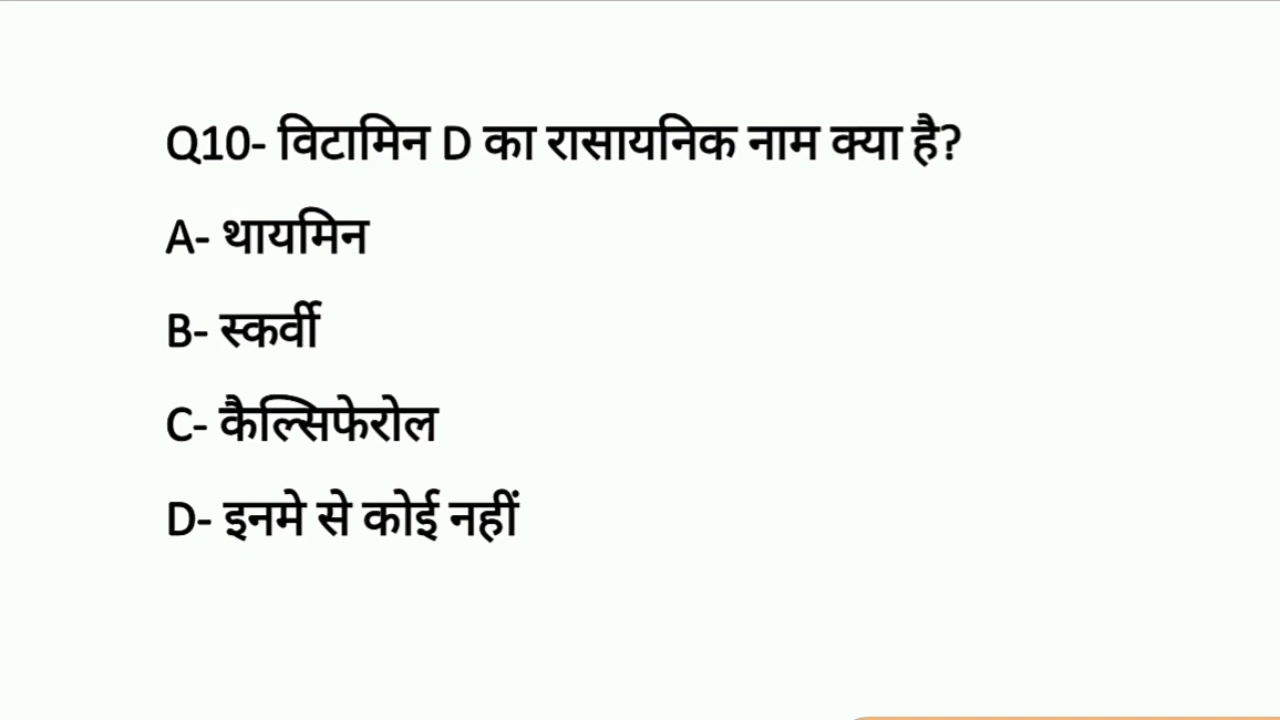 Q10- विटामिन D का रासायनिक नाम क्या है?
A- थायमिन
B- स्कर्वी
C- कैल्सिफेरोल
D- इनमे से कोई नहीं